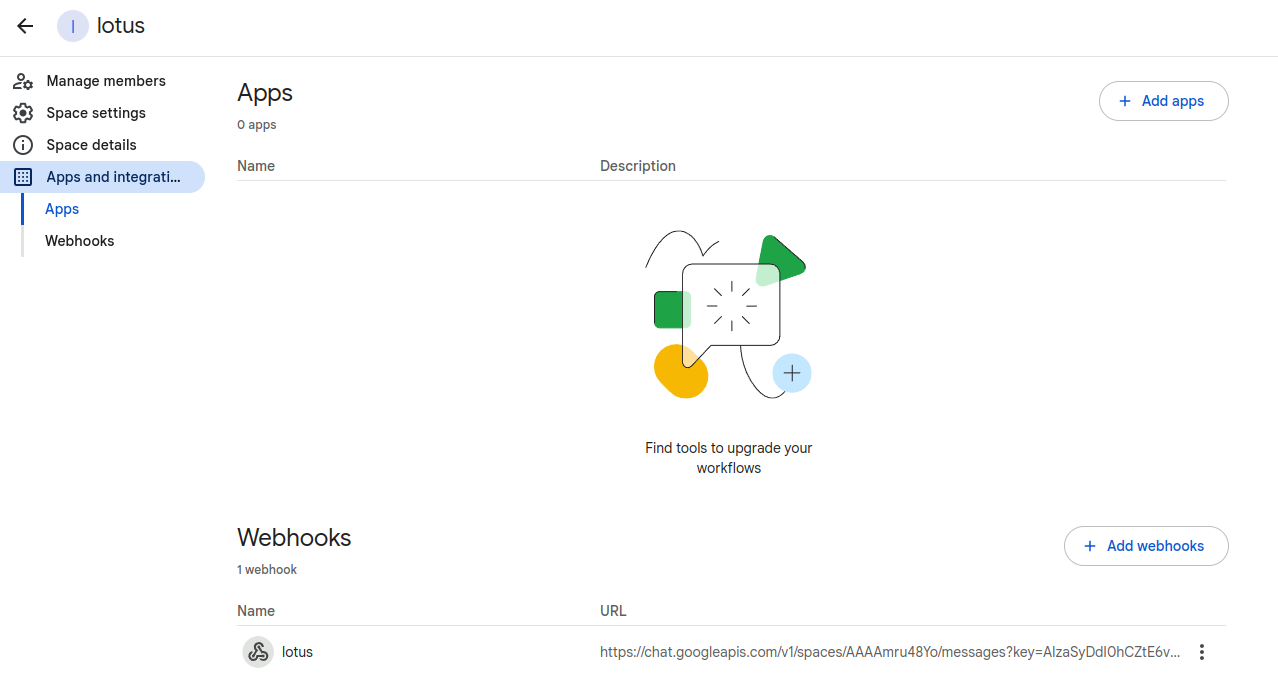 l lotus
Manage members
Space settings
Space details
Apps and integrati...
Apps
Webhooks
Apps
0 apps
+ Add apps
Name Description
Find tools to upgrade your
workflows
Webhooks
1 webhook
+ Add webhooks
Name URL
lotus https://chat.googleapis.com/v1/spaces/AAAAmru48Yo/messages?key=AIzaSyDdI0hCZtE6v...